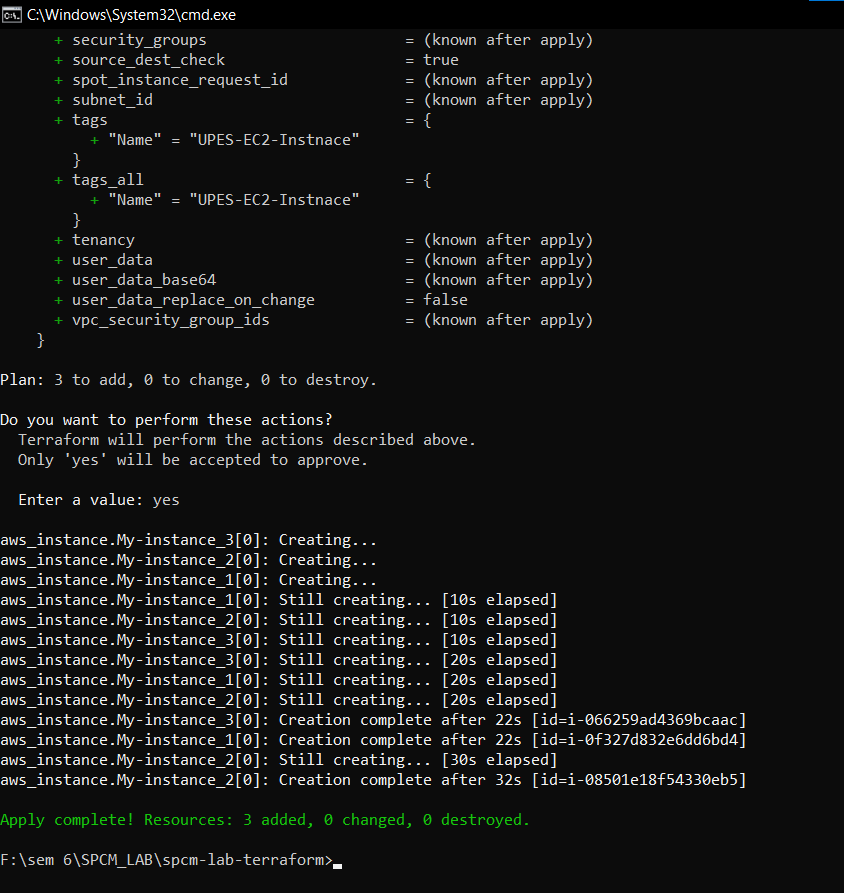 C:\Windows\System32\cmd.exe
+ security_groups = (known after apply)
+ source_dest_check = true
+ spot_instance_request_id = (known after apply)
+ subnet_id = (known after apply)
+ tags = {
+ "Name" = "UPES-EC2-Instnace"
}
+ tags_all = {
+ "Name" = "UPES-EC2-Instnace"
}
+ tenancy = (known after apply)
+ user_data = (known after apply)
+ user_data_base64 = (known after apply)
+ user_data_replace_on_change = false
+ vpc_security_group_ids = (known after apply)
}
Plan: 3 to add, 0 to change, 0 to destroy.
Do you want to perform these actions?
Terraform will perform the actions described above.
Only 'yes' will be accepted to approve.
Enter a value: yes
aws_instance.My-instance_3[0]: Creating...
aws_instance.My-instance_2[0]: Creating...
aws_instance.My-instance_1[0]: Creating...
aws_instance.My-instance_1[0]: Still creating... [10s elapsed]
aws_instance.My-instance_2[0]: Still creating... [10s elapsed]
aws_instance.My-instance_3[0]: Still creating... [10s elapsed]
aws_instance.My-instance_3[0]: Still creating... [20s elapsed]
aws_instance.My-instance_1[0]: Still creating... [20s elapsed]
aws_instance.My-instance_2[0]: Still creating... [20s elapsed]
aws_instance.My-instance_3[0]: Creation complete after 22s [id=i-066259ad4369bcaac]
aws_instance.My-instance_1[0]: Creation complete after 22s [id=i-0f327d832e6dd6bd4]
aws_instance.My-instance_2[0]: Still creating... [30s elapsed]
aws_instance.My-instance_2[0]: Creation complete after 32s [id=i-08501e18f54330eb5]
Apply complete! Resources: 3 added, 0 changed, 0 destroyed.
F:\sem 6\SPCM_LAB\spcm-lab-terraform>